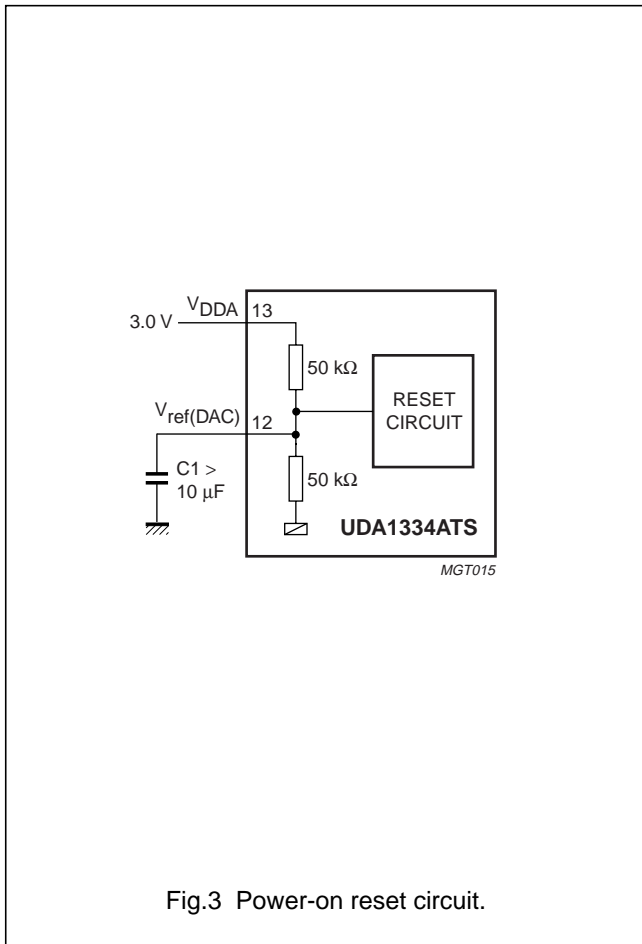 VDDA
13
3.0 V
50 kΩ
RESET
CIRCUIT
Vref(DAC)
12
C1 >
10 μF
50 kΩ
UDA1334ATS
MGT015
Fig.3 Power-on reset circuit.